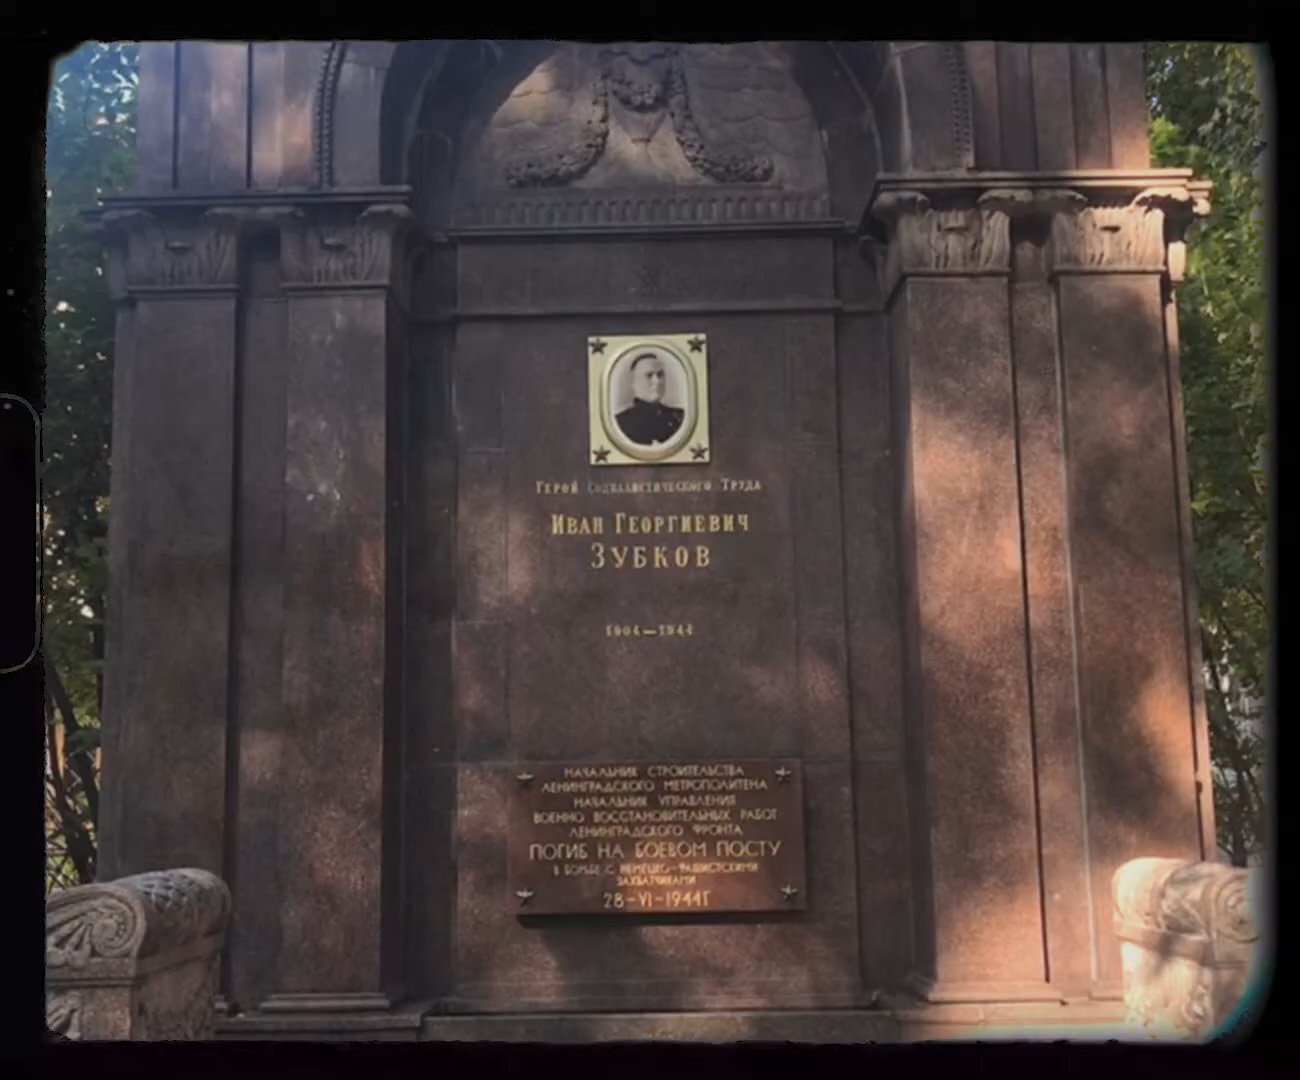 Герой Социалистического Труда
Иван Георгиевич
Зубков
1904—1944
НАЧАЛЬНИК СТРОИТЕЛЬСТВА
ЛЕНИНГРАДСКОГО МЕТРОПОЛИТЕНА
НАЧАЛЬНИК УПРАВЛЕНИЯ
ВОЕННО ВОССТАНОВИТЕЛЬНЫХ РАБОТ
ЛЕНИНГРАДСКОГО ФРОНТА
ПОГИБ НА БОЕВОМ ПОСТУ
В БОРЬБЕ С НЕМЕЦКО-ФАШИСТСКИМИ
ЗАХВАТЧИКАМИ
28-VI-1944Г